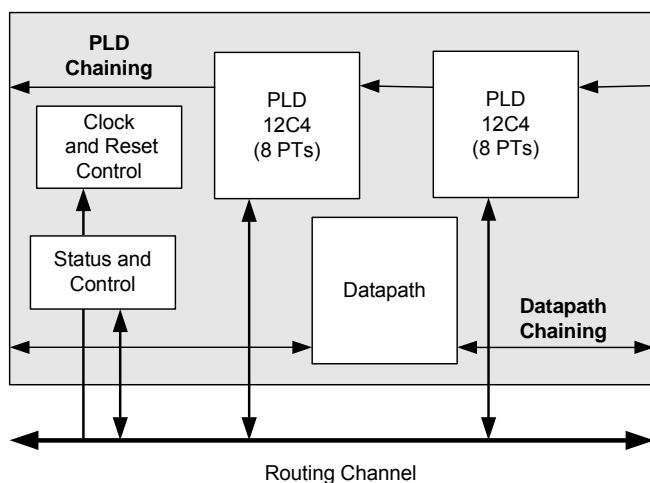 PLD
Chaining
PLD
12C4
(8 PTs)
PLD
12C4
(8 PTs)
Clock
and Reset
Control
Status and
Control
Datapath
Datapath
Chaining
Routing Channel